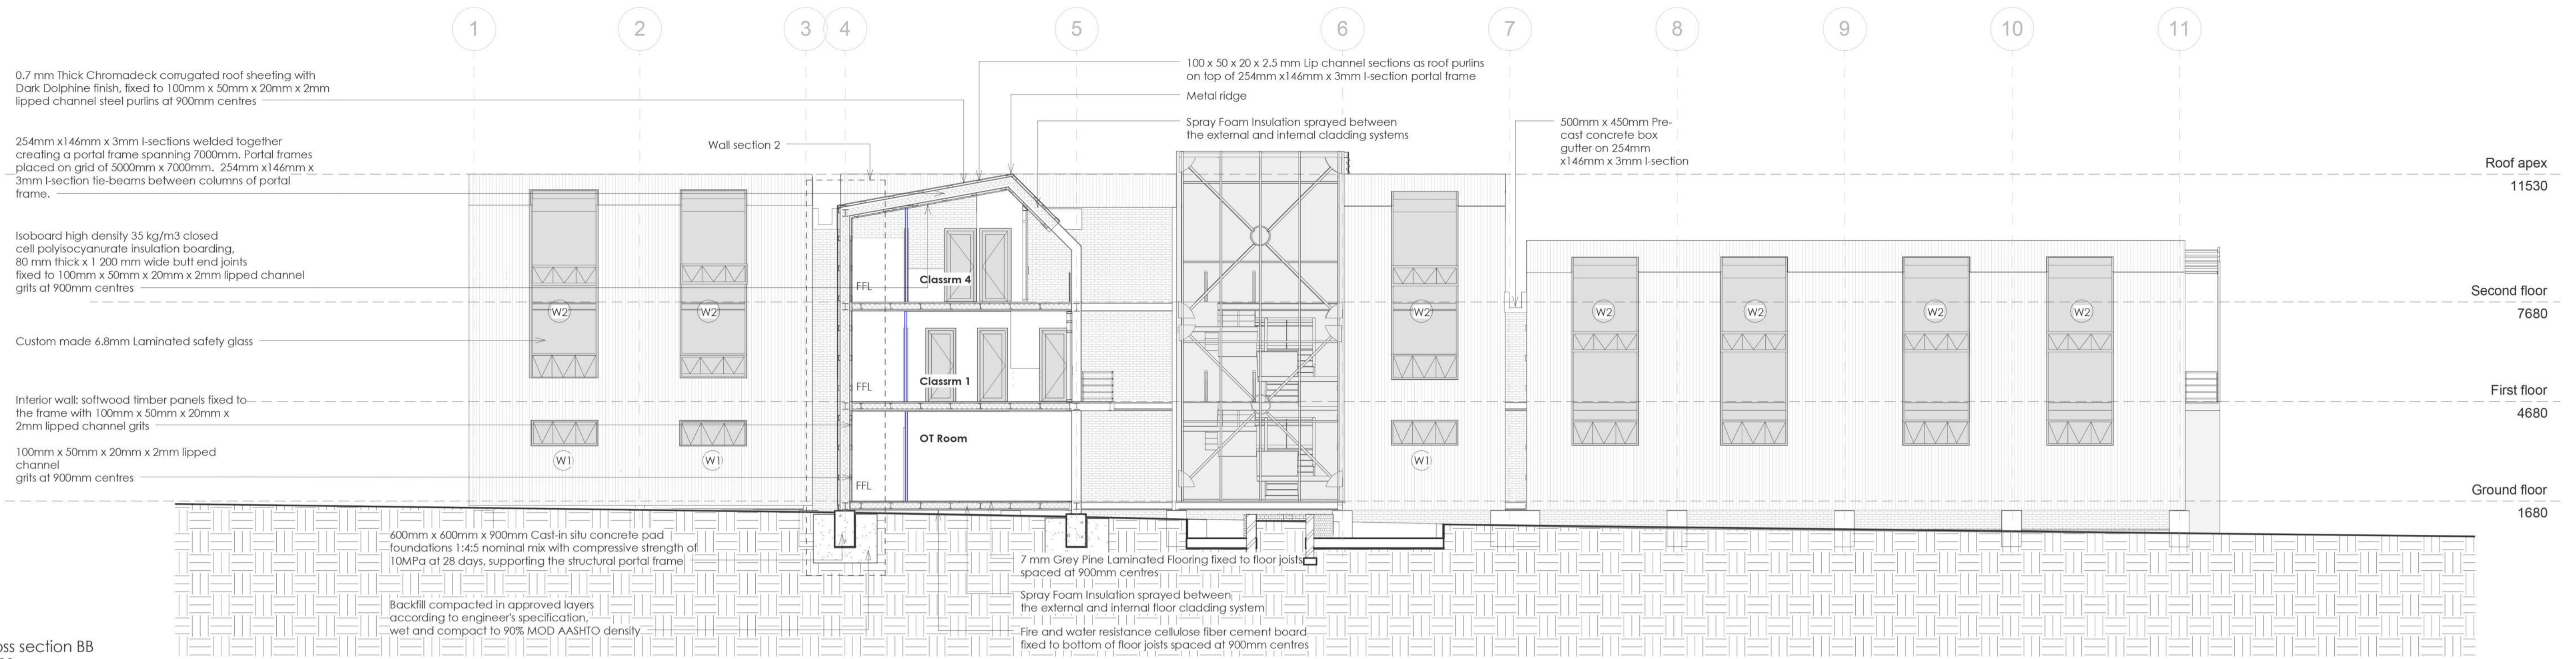 1 2 3 4 5 6 7 8 9 10 11
0.7 mm Thick Chromadeck corrugated roof sheeting with
Dark Dolphine finish, fixed to 100mm x 50mm x 20mm x 2mm
lipped channel steel purlins at 900mm centres
254mm x146mm x 3mm I-sections welded together
creating a portal frame spanning 7000mm. Portal frames
placed on grid of 5000mm x 7000mm. 254mm x146mm x
3mm I-section tie-beams between columns of portal
frame.
Isoboard high density 35 kg/m3 closed
cell polyisocyanurate insulation boarding,
80 mm thick x 1 200 mm wide butt end joints
fixed to 100mm x 50mm x 20mm x 2mm lipped channel
grits at 900mm centres
Custom made 6.8mm Laminated safety glass
Interior wall: softwood timber panels fixed to
the frame with 100mm x 50mm x 20mm x
2mm lipped channel grits
100mm x 50mm x 20mm x 2mm lipped
channel
grits at 900mm centres
Wall section 2
100 x 50 x 20 x 2.5 mm Lip channel sections as roof purlins
on top of 254mm x146mm x 3mm I-section portal frame
Metal ridge
Spray Foam Insulation sprayed between
the external and internal cladding systems
500mm x 450mm Pre-
cast concrete box
gutter on 254mm
x146mm x 3mm I-section
Roof apex
11530
Second floor
7680
First floor
4680
Ground floor
1680
W2
W2
W2
W2
W2
W2
W2
W1
W1
W1
FFL
Classrm 4
FFL
Classrm 1
OT Room
FFL
600mm x 600mm x 900mm Cast-in situ concrete pad
foundations 1:4:5 nominal mix with compressive strength of
10MPa at 28 days, supporting the structural portal frame
Backfill compacted in approved layers
according to engineer's specification,
wet and compact to 90% MOD AASHTO density
7 mm Grey Pine Laminated Flooring fixed to floor joists
spaced at 900mm centres
Spray Foam Insulation sprayed between
the external and internal floor cladding system
Fire and water resistance cellulose fiber cement board
fixed to bottom of floor joists spaced at 900mm centres
section BB